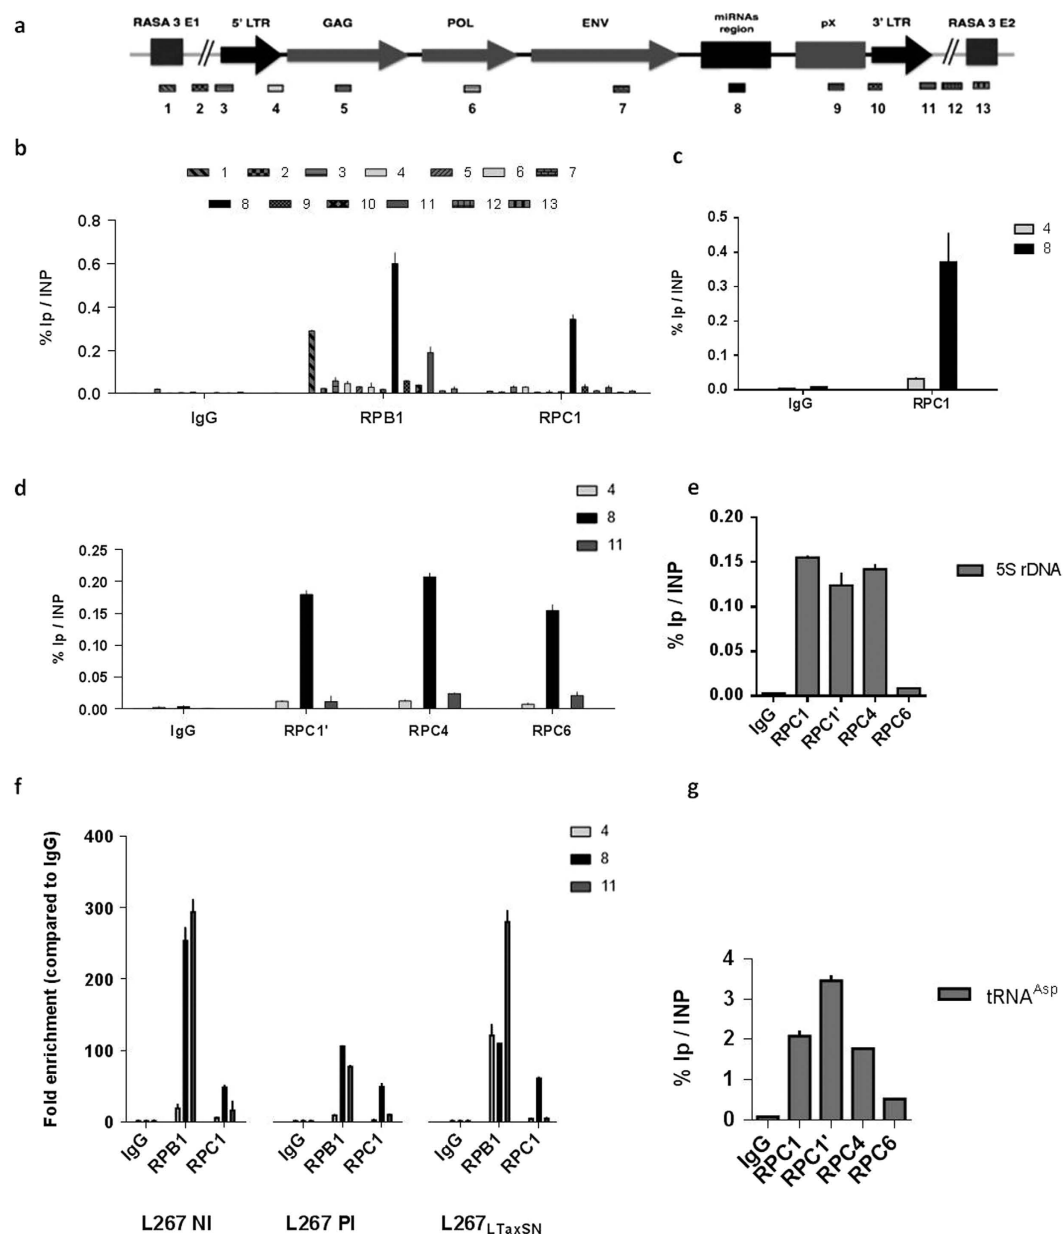 a
RASA 3 E1 5' LTR GAG POL ENV miRNAs region pX 3' LTR RASA 3 E2
1 2 3 4 5 6 7 8 9 10 11 12 13
b
1 2 3 4 5 6 7
8 9 10 11 12 13
% Ip / INP
0.8
0.6
0.4
0.2
0.0
IgG RPB1 RPC1
c
4
8
% Ip / INP
0.5
0.4
0.3
0.2
0.1
0.0
IgG RPC1
d
4
8
11
% Ip / INP
0.25
0.20
0.15
0.10
0.05
0.00
IgG RPC1' RPC4 RPC6
e
5S rDNA
% Ip / INP
0.20
0.15
0.10
0.05
0.00
IgG RPC1 RPC1' RPC4 RPC6
f
4
8
11
Fold enrichment (compared to IgG)
400
300
200
100
0
IgG RPB1 RPC1 IgG RPB1 RPC1 IgG RPB1 RPC1
L267 NI L267 PI L267LTaxSN
g
tRNAAsp
% Ip / INP
4
3
2
1
0
IgG RPC1 RPC1' RPC4 RPC6